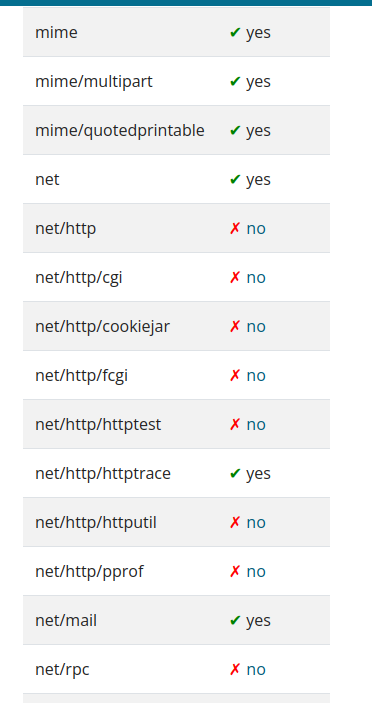 mime ✔ yes
mime/multipart ✔ yes
mime/quotedprintable ✔ yes
net ✔ yes
net/http ✗ no
net/http/cgi ✗ no
net/http/cookiejar ✗ no
net/http/fcgi ✗ no
net/http/httptest ✗ no
net/http/httptrace ✔ yes
net/http/httputil ✗ no
net/http/pprof ✗ no
net/mail ✔ yes
net/rpc ✗ no